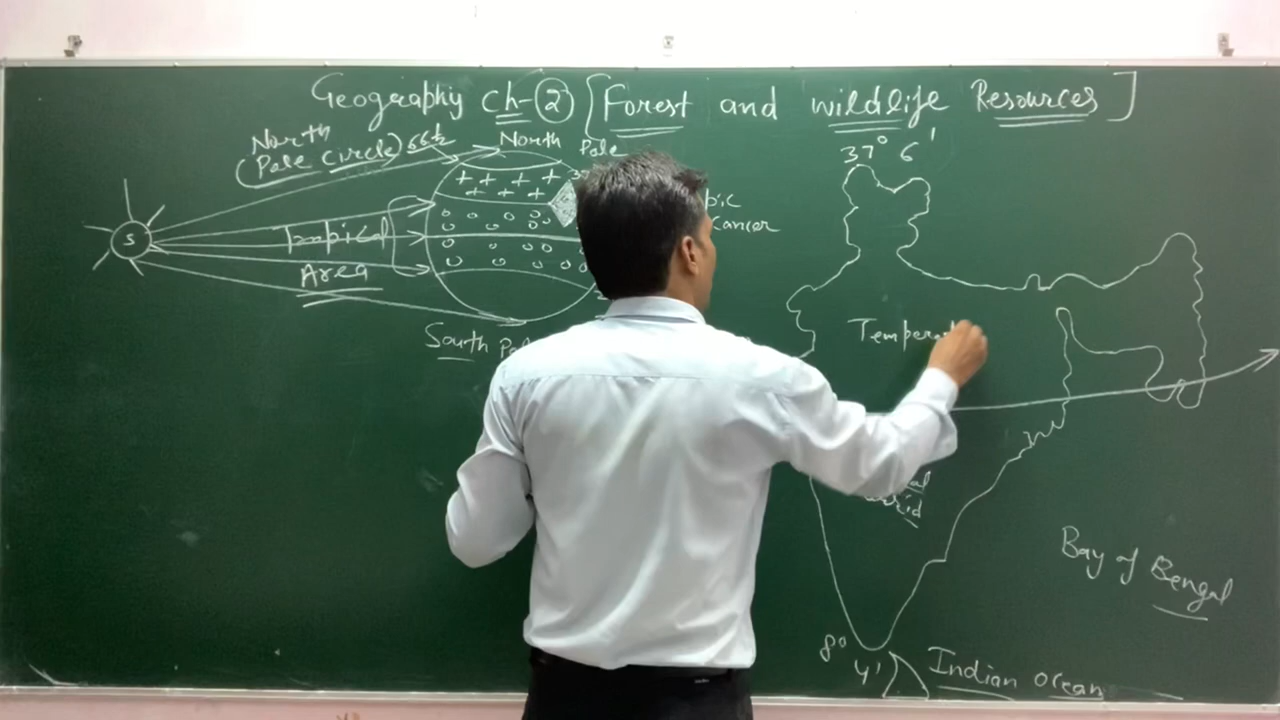 Geography Ch-② [Forest and wildlife Resources]
North
(Pole Circle) 66½
North Pole
37° 6'
Cancer
S
Tropical
Area
Temperat
South
Bay of Bengal
8°
4'
Indian Ocean